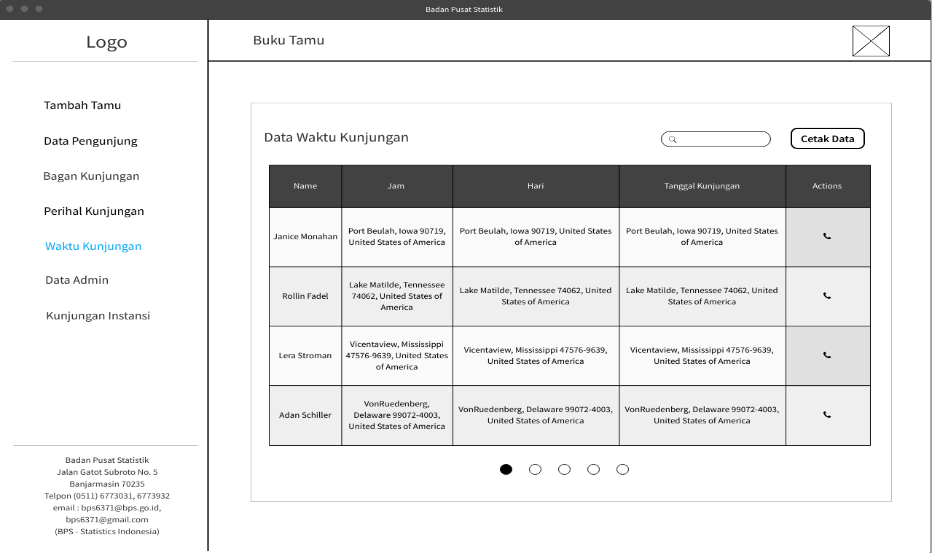 Badan Pusat Statistik
Logo
Buku Tamu
Tambah Tamu
Data Pengunjung
Bagan Kunjungan
Perihal Kunjungan
Waktu Kunjungan
Data Admin
Kunjungan Instansi
Badan Pusat Statistik
Jalan Gatot Subroto No. 5
Banjarmasin 70235
Telpon (0511) 6773031, 6773932
email : bps6371@bps.go.id,
bps6371@gmail.com
(BPS - Statistics Indonesia)
Data Waktu Kunjungan
Cetak Data
Name
Jam
Hari
Tanggal Kunjungan
Actions
Janice Monahan
Port Beulah, Iowa 90719,
United States of America
Port Beulah, Iowa 90719, United States
of America
Port Beulah, Iowa 90719, United States
of America
Rollin Fadel
Lake Matilde, Tennessee
74062, United States of
America
Lake Matilde, Tennessee 74062, United
States of America
Lake Matilde, Tennessee 74062, United
States of America
Lera Stroman
Vicentaview, Mississippi
47576-9639, United States
of America
Vicentaview, Mississippi 47576-9639,
United States of America
Vicentaview, Mississippi 47576-9639,
United States of America
Adan Schiller
VonRuedenberg,
Delaware 99072-4003,
United States of America
VonRuedenberg, Delaware 99072-4003,
United States of America
VonRuedenberg, Delaware 99072-4003,
United States of America